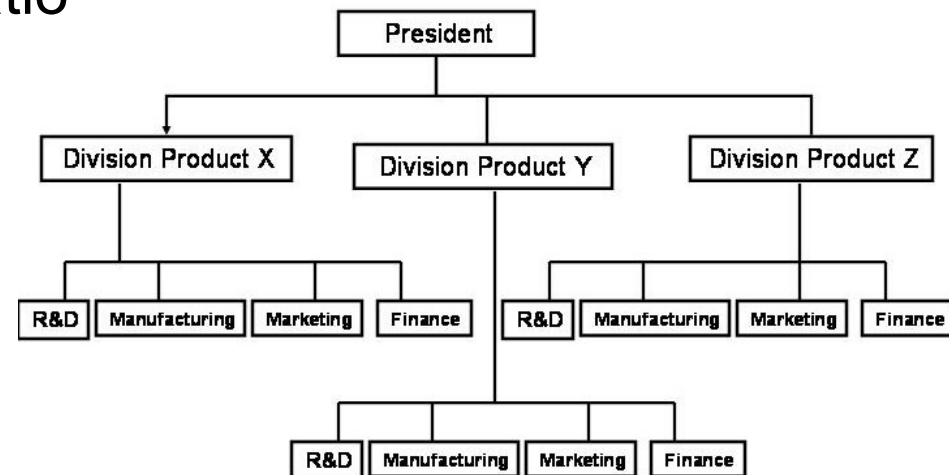 President
Division Product X
Division Product Y
Division Product Z
R&D Manufacturing Marketing Finance
R&D Manufacturing Marketing Finance
R&D Manufacturing Marketing Finance